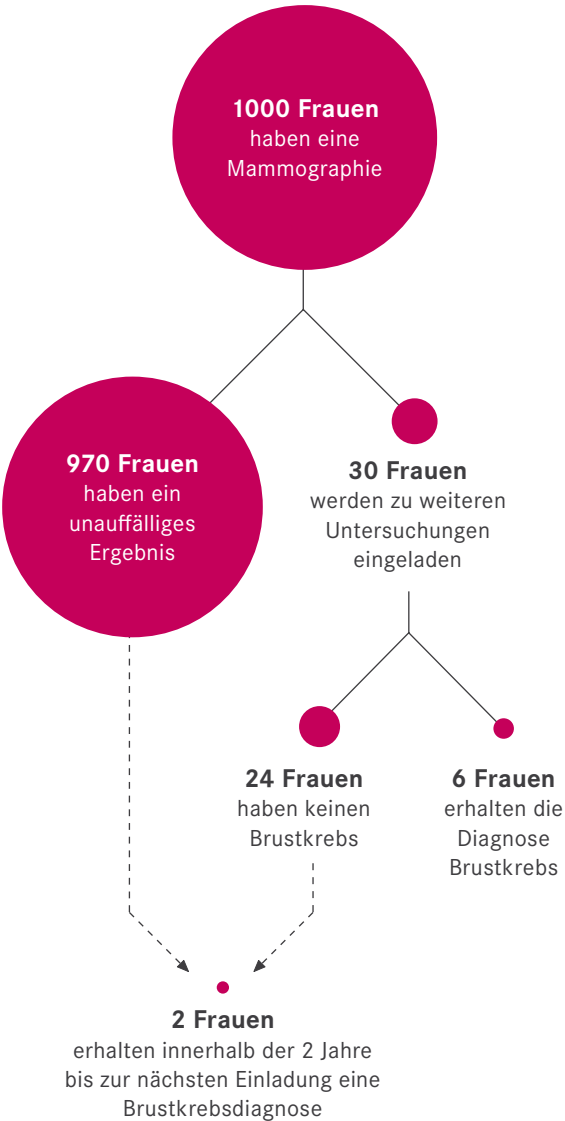 1000 Frauen
haben eine
Mammographie
970 Frauen
haben ein
unauffälliges
Ergebnis
30 Frauen
werden zu weiteren
Untersuchungen
eingeladen
24 Frauen
haben keinen
Brustkrebs
6 Frauen
erhalten die
Diagnose
Brustkrebs
2 Frauen
erhalten innerhalb der 2 Jahre
bis zur nächsten Einladung eine
Brustkrebsdiagnose